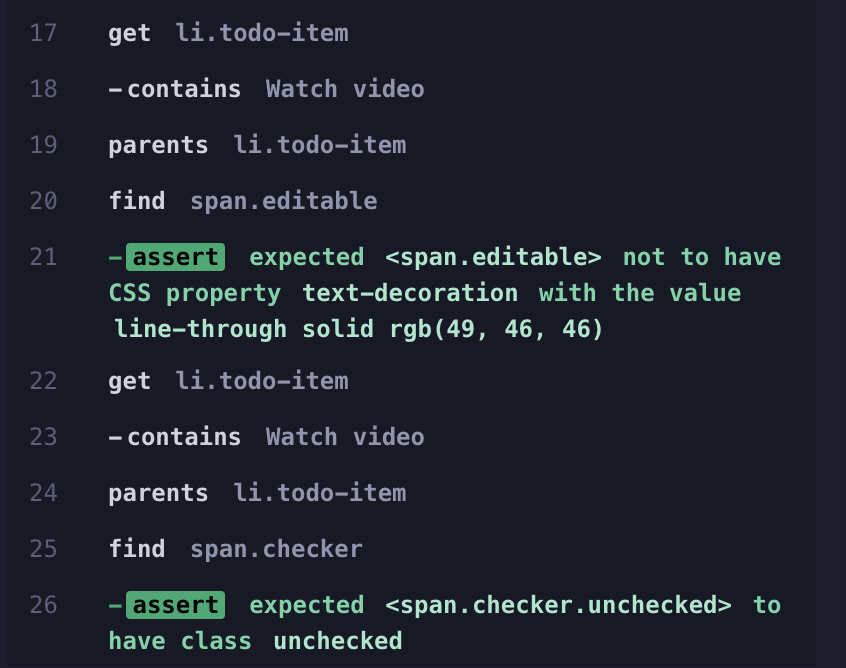 17 get li.todo-item
18 -contains Watch video
19 parents li.todo-item
20 find span.editable
21 -assert expected <span.editable> not to have
CSS property text-decoration with the value
line-through solid rgb(49, 46, 46)
22 get li.todo-item
23 -contains Watch video
24 parents li.todo-item
25 find span.checker
26 -assert expected <span.checker.unchecked> to
have class unchecked